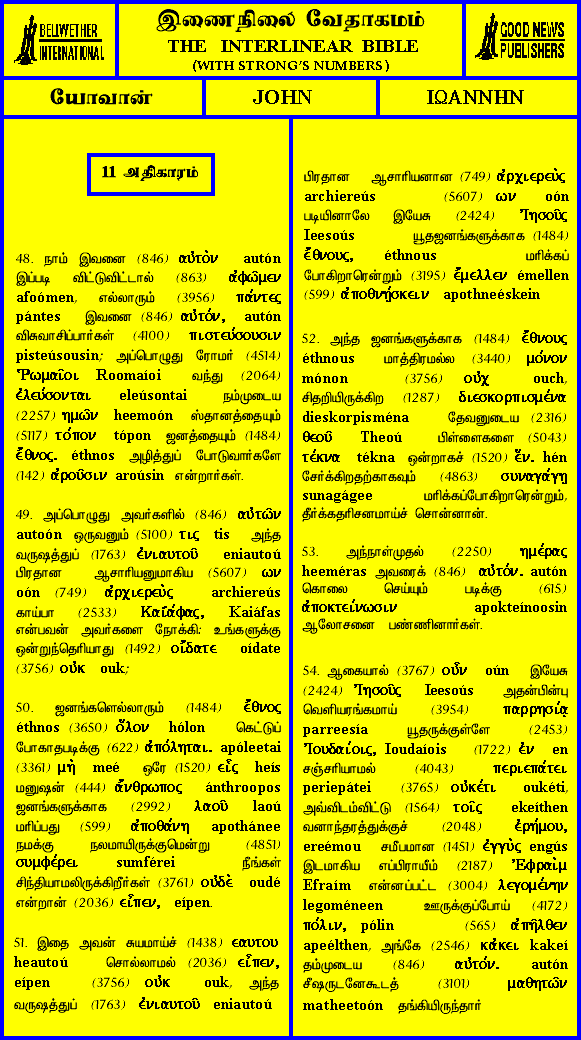 BELLWETHER
INTERNATIONAL
இணைநிலை வேதாகமம்
THE INTERLINEAR BIBLE
(WITH STRONG'S NUMBERS)
GOOD NEWS
PUBLISHERS
யோவான்
JOHN
ΙΩΑΝΝΗΝ
11 அதிகாரம்
48. நாம் இவனை (846) αὐτὸν autón
இப்படி விட்டுவிட்டால் (863) ἀφῶμεν
afoómen, எல்லாரும் (3956) πάντες
pántes இவனை (846) αὐτόν, autón
விசுவாசிப்பார்கள் (4100) πιστεύσουσιν
pisteúsousin; அப்பொழுது ரோமர் (4514)
Ῥωμαῖοι Roomaíoi வந்து (2064)
ἐλεύσονται eleúsontai நம்முடைய
(2257) ημῶν heemoón ஸ்தானத்தையும்
(5117) τόπον tópon ஜனத்தையும் (1484)
ἔθνος. éthnos அழித்துப் போடுவார்களே
(142) ἀροῦσιν aroúsin என்றார்கள்.
49. அப்பொழுது அவர்களில் (846) αὐτῶν
autoón ஒருவனும் (5100) τις tis அந்த
வருஷத்துப் (1763) ἐνιαυτοῦ eniautoú
பிரதான ஆசாரியனுமாகிய (5607) ων
oón (749) ἀρχιερεὺς archiereús
காய்பா (2533) Καϊάφας, Kaiáfas
என்பவன் அவர்களை நோக்கி: உங்களுக்கு
ஒன்றுந்தெரியாது (1492) οἴδατε oídate
(3756) οὐκ ouk;
50. ஜனங்களெல்லாரும் (1484) ἔθνος
éthnos (3650) ὅλον hólon கெட்டுப்
போகாதபடிக்கு (622) ἀπόληται. apóleetai
(3361) μὴ meé ஒரே (1520) εἷς heís
மனுஷன் (444) ἄνθρωπος ánthroopos
ஜனங்களுக்காக (2992) λαοῦ laoú
மரிப்பது (599) ἀποθάνη apothánee
நமக்கு நலமாயிருக்குமென்று (4851)
συμφέρει sumférei நீங்கள்
சிந்தியாமலிருக்கிறீர்கள் (3761) οὐδὲ oudé
என்றான் (2036) εἶπεν, eípen.
51. இதை அவன் சுயமாய்ச் (1438) εαυτου
heautoú சொல்லாமல் (2036) εἶπεν,
eípen (3756) οὐκ ouk, அந்த
வருஷத்துப் (1763) ἐνιαυτοῦ eniautoú
பிரதான ஆசாரியனான (749) ἀρχιερεὺς
archiereús (5607) ων oón
படியினாலே இயேசு (2424) Ἰησοῦς
Ieesoús யூதஜனங்களுக்காக (1484)
ἔθνους, éthnous மரிக்கப்
போகிறாரென்றும் (3195) ἔμελλεν émellen
(599) ἀποθνῄσκειν apothneéskein
52. அந்த ஜனங்களுக்காக (1484) ἔθνους
éthnous மாத்திரமல்ல (3440) μόνον
mónon (3756) οὐχ ouch,
சிதறியிருக்கிற (1287) διεσκορπισμένα
dieskorpisména தேவனுடைய (2316)
θεοῦ Theoú பிள்ளைகளை (5043)
τέκνα tékna ஒன்றாகச் (1520) ἕν. hén
சேர்க்கிறதற்காகவும் (4863) συναγάγῃ
sunagágee மரிக்கப்போகிறாரென்றும்,
தீர்க்கதரிசனமாய்ச் சொன்னான்.
53. அந்நாள்முதல் (2250) ημέρας
heeméras அவரைக் (846) αὐτόν. autón
கொலை செய்யும் படிக்கு (615)
ἀποκτείνωσιν apokteínoosin
ஆலோசனை பண்ணினார்கள்.
54. ஆகையால் (3767) οὖν oún இயேசு
(2424) Ἰησοῦς Ieesoús அதன்பின்பு
வெளியரங்கமாய் (3954) παρρησίᾳ
parreesía யூதருக்குள்ளே (2453)
Ἰουδαίοις, Ioudaíois (1722) ἐν en
சஞ்சரியாமல் (4043) περιεπάτει
periepátei (3765) οὐκέτι oukéti,
அவ்விடம்விட்டு (1564) τοῖς ekeíthen
வனாந்தரத்துக்குச் (2048) ἐρήμου,
ereémou சமீபமான (1451) ἐγγὺς engús
இடமாகிய எப்பிராயீம் (2187) Ἐφραὶμ
Efraím என்னப்பட்ட (3004) λεγομένην
legoméneen ஊருக்குப்போய் (4172)
πόλιν, pólin (565) ἀπῆλθεν
apeélthen, அங்கே (2546) κάκει kakeí
தம்முடைய (846) αὐτόν. autón
சீஷருடனேகூடத் (3101) μαθητῶν
matheetoón தங்கியிருந்தார்